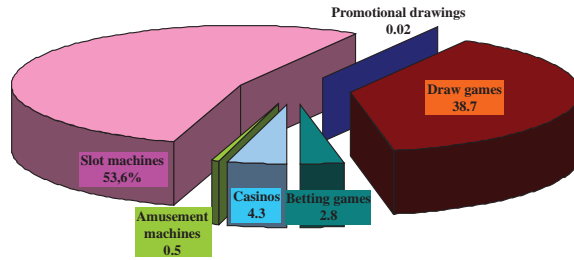 Promotional drawings
0.02
Draw games
38.7
Slot machines
53,6%
Casinos
4.3
Betting games
2.8
Amusement
machines
0.5